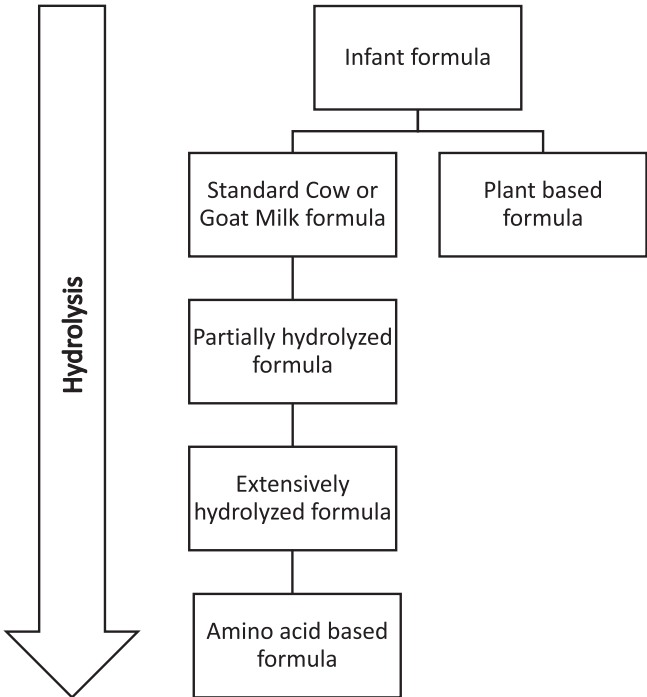 Infant formula
Standard Cow or
Goat Milk formula
Plant based
formula
Hydrolysis
Partially hydrolyzed
formula
Extensively
hydrolyzed formula
Amino acid based
formula